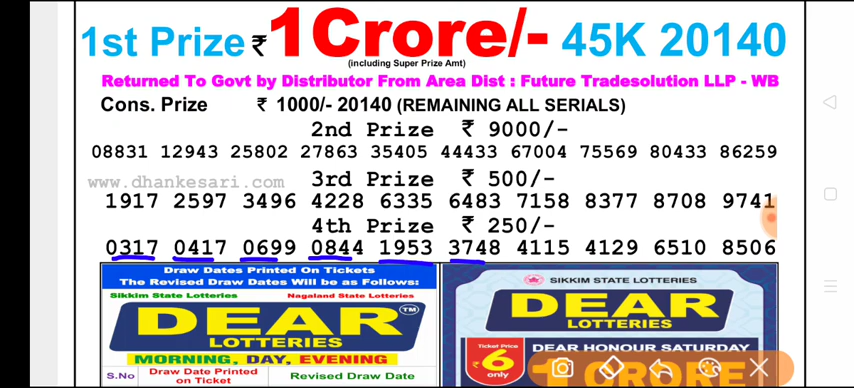 1st Prize ₹ 1Crore/- 45K 20140
(including Super Prize Amt)
Returned To Govt by Distributor From Area Dist : Future Tradesolution LLP - WB
Cons. Prize ₹ 1000/- 20140 (REMAINING ALL SERIALS)
2nd Prize ₹ 9000/-
08831 12943 25802 27863 35405 44433 67004 75569 80433 86259
www.dhankesari.com
3rd Prize ₹ 500/-
1917 2597 3496 4228 6335 6483 7158 8377 8708 9741
4th Prize ₹ 250/-
0317 0417 0699 0844 1953 3748 4115 4129 6510 8506
Draw Dates Printed On Tickets
The Revised Draw Dates Will be as Follows:
Sikkim State Lotteries Nagaland State Lotteries
DEAR TM
LOTTERIES
MORNING, DAY, EVENING
S.No Draw Date Printed on Ticket Revised Draw Date
SIKKIM STATE LOTTERIES
DEAR
LOTTERIES
Ticket Price
₹ 6
only
DEAR HONOUR SATURDAY
1 CRORE